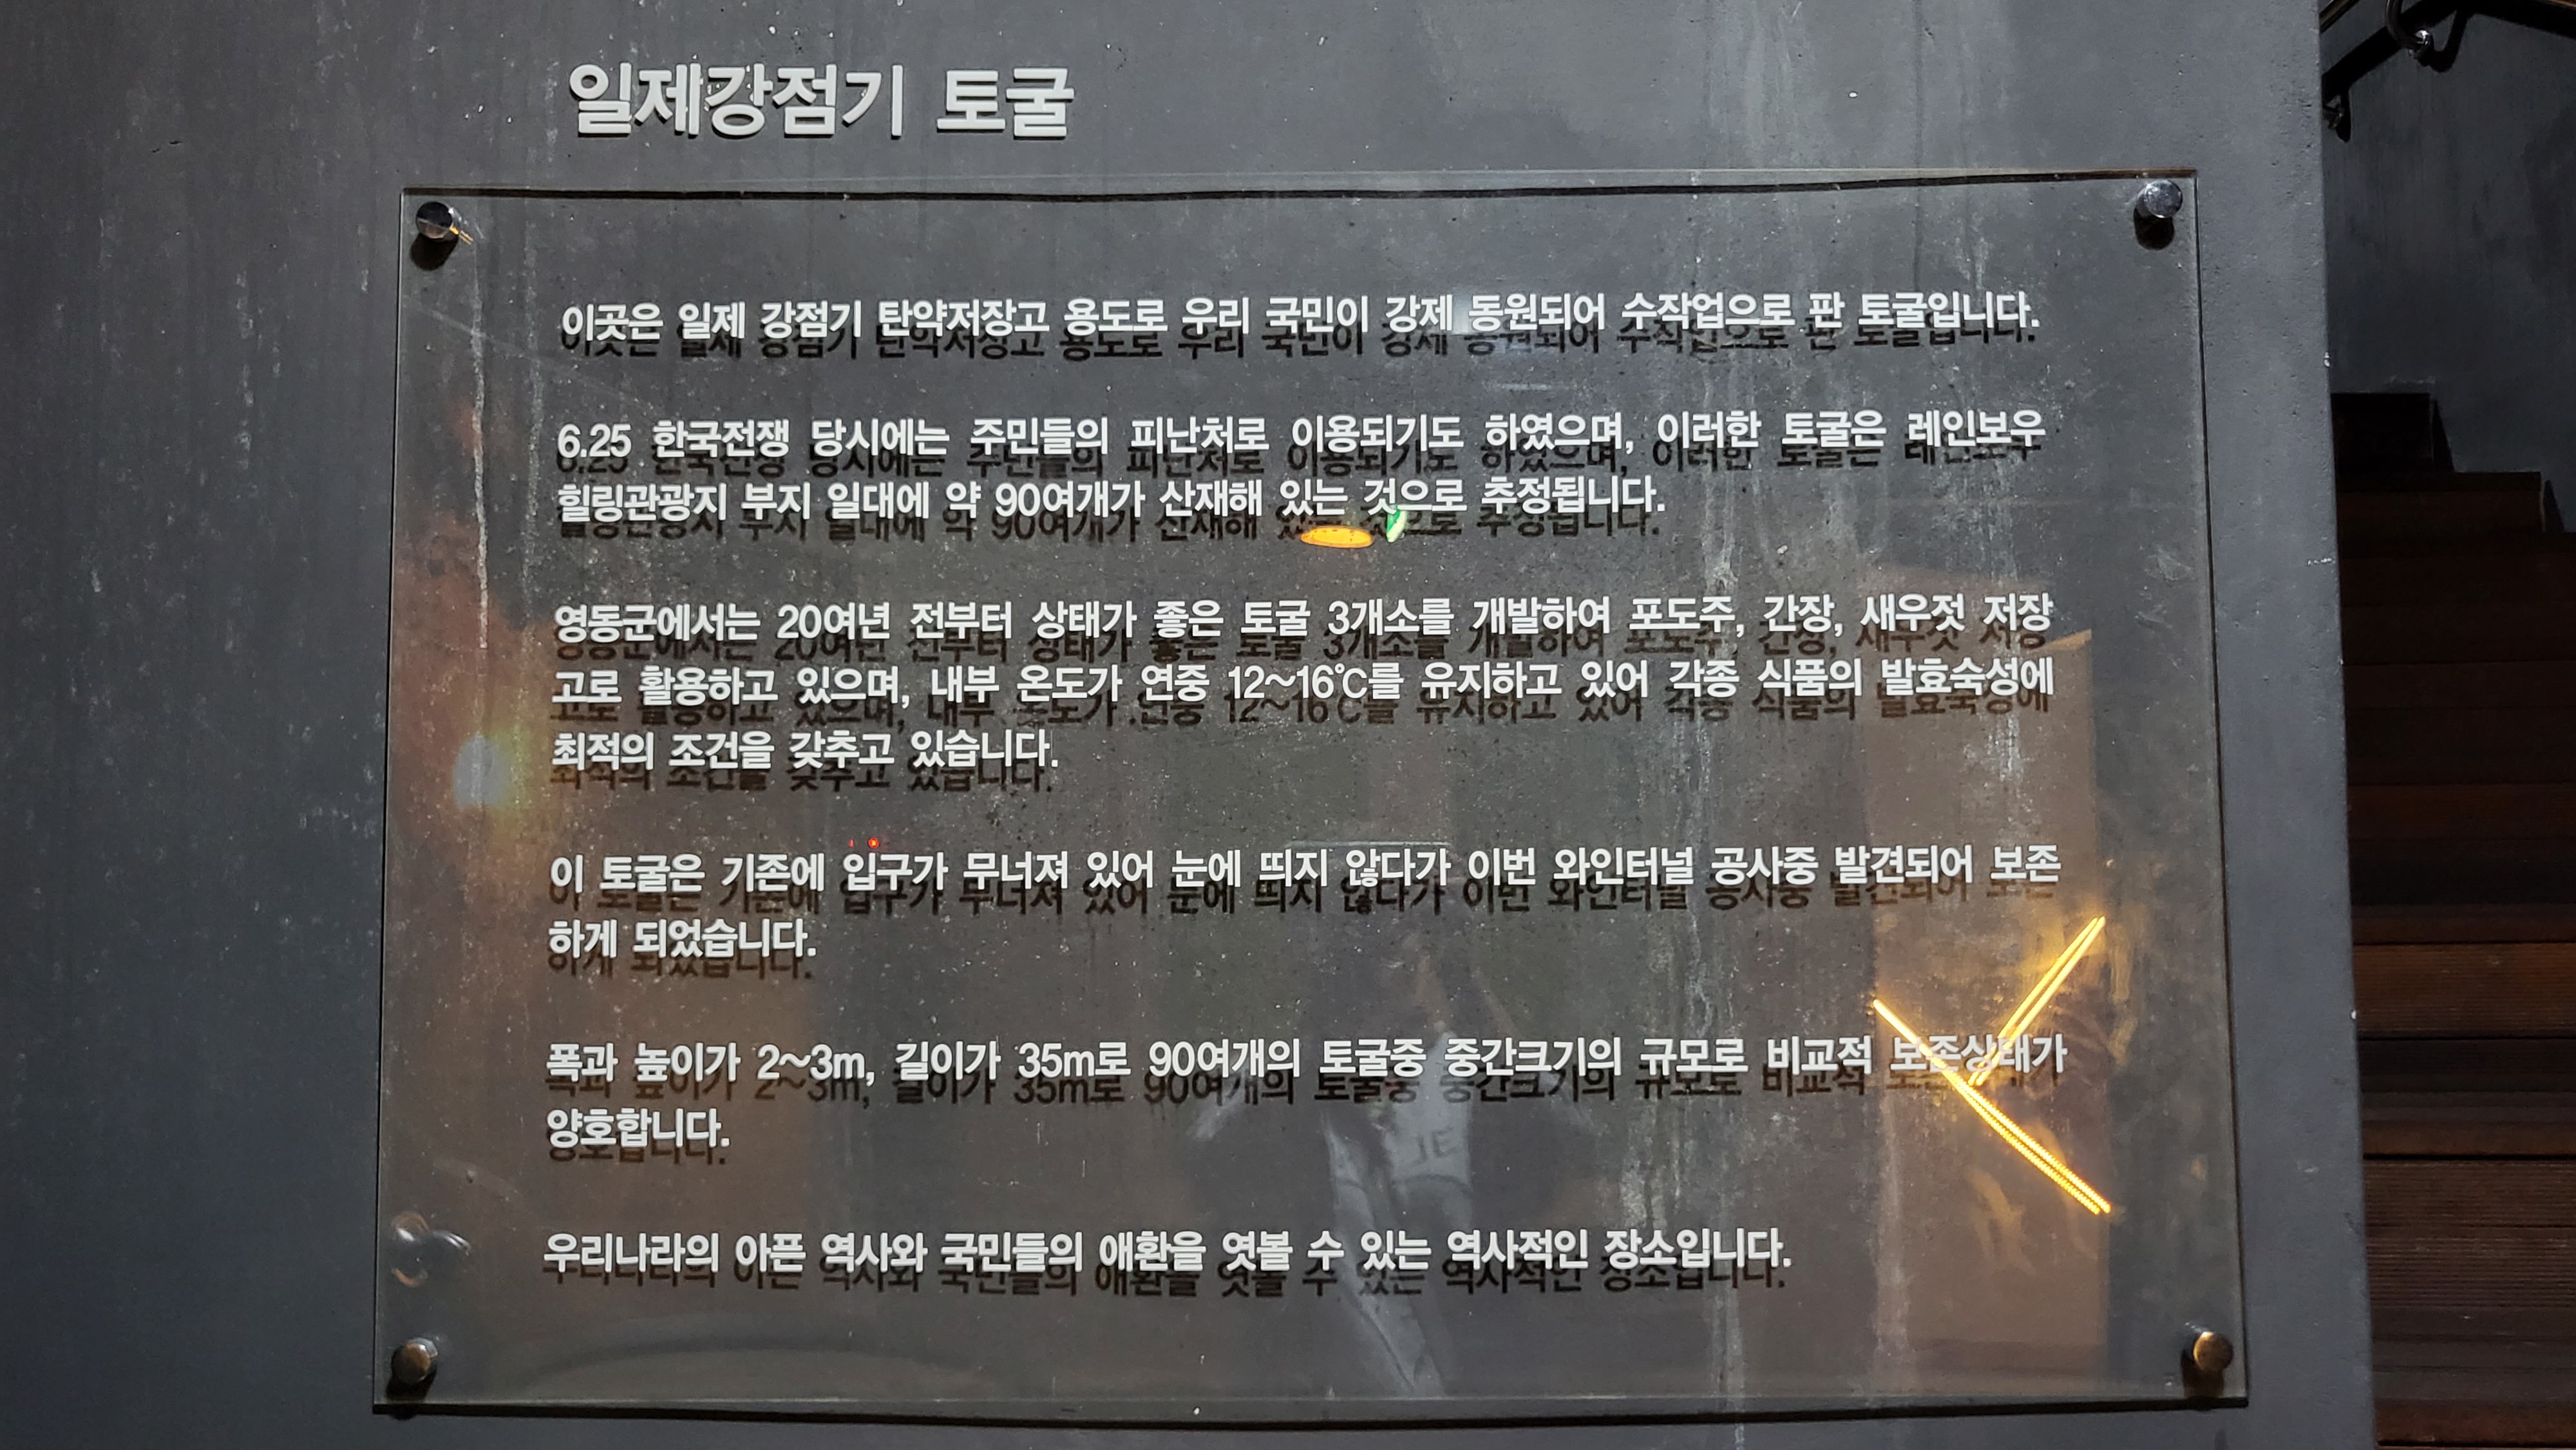 일제강점기 토굴
이곳은 일제 강점기 탄약저장고 용도로 우리 국민이 강제 동원되어 수작업으로 판 토굴입니다.
6.25 한국전쟁 당시에는 주민들의 피난처로 이용되기도 하였으며, 이러한 토굴은 레인보우
힐링관광지 부지 일대에 약 90여개가 산재해 있는 것으로 추정됩니다.
영동군에서는 20여년 전부터 상태가 좋은 토굴 3개소를 개발하여 포도주, 간장, 새우젓 저장
고로 활용하고 있으며, 내부 온도가 연중 12~16℃를 유지하고 있어 각종 식품의 발효숙성에
최적의 조건을 갖추고 있습니다.
이 토굴은 기존에 입구가 무너져 있어 눈에 띄지 않다가 이번 와인터널 공사중 발견되어 보존
하게 되었습니다.
폭과 높이가 2~3m, 길이가 35m로 90여개의 토굴중 중간크기의 규모로 비교적 보존상태가
양호합니다.
우리나라의 아픈 역사와 국민들의 애환을 엿볼 수 있는 역사적인 장소입니다.